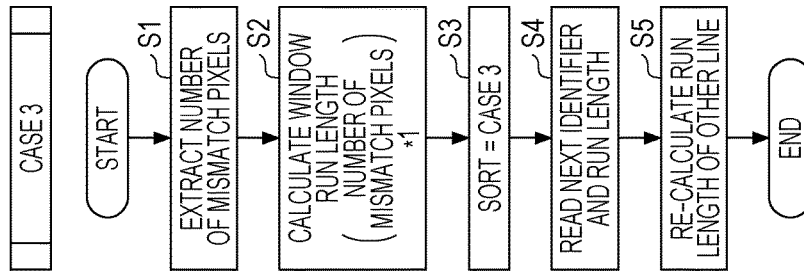 CASE 3
START
S1
EXTRACT NUMBER
OF MISMATCH PIXELS
S2
CALCULATE WINDOW
RUN LENGTH
( NUMBER OF
MISMATCH PIXELS )
*1
S3
SORT = CASE 3
S4
READ NEXT IDENTIFIER
AND RUN LENGTH
S5
RE-CALCULATE RUN
LENGTH OF OTHER LINE
END